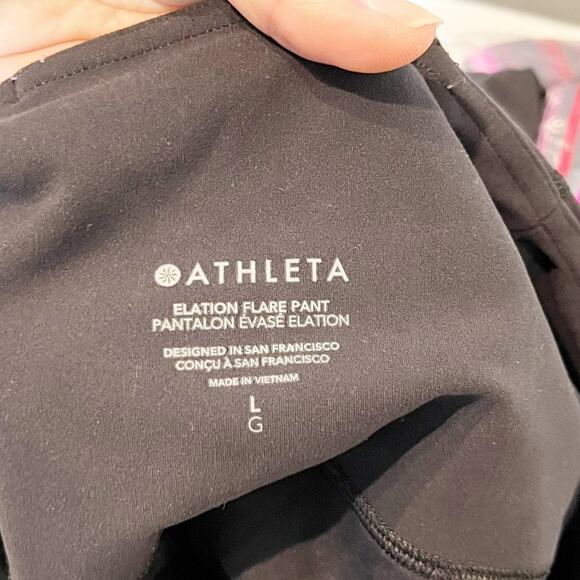 ATHLETA
ELATION FLARE PANT
PANTALON ÉVASÉ ELATION
DESIGNED IN SAN FRANCISCO
CONÇU À SAN FRANCISCO
MADE IN VIETNAM
L
G